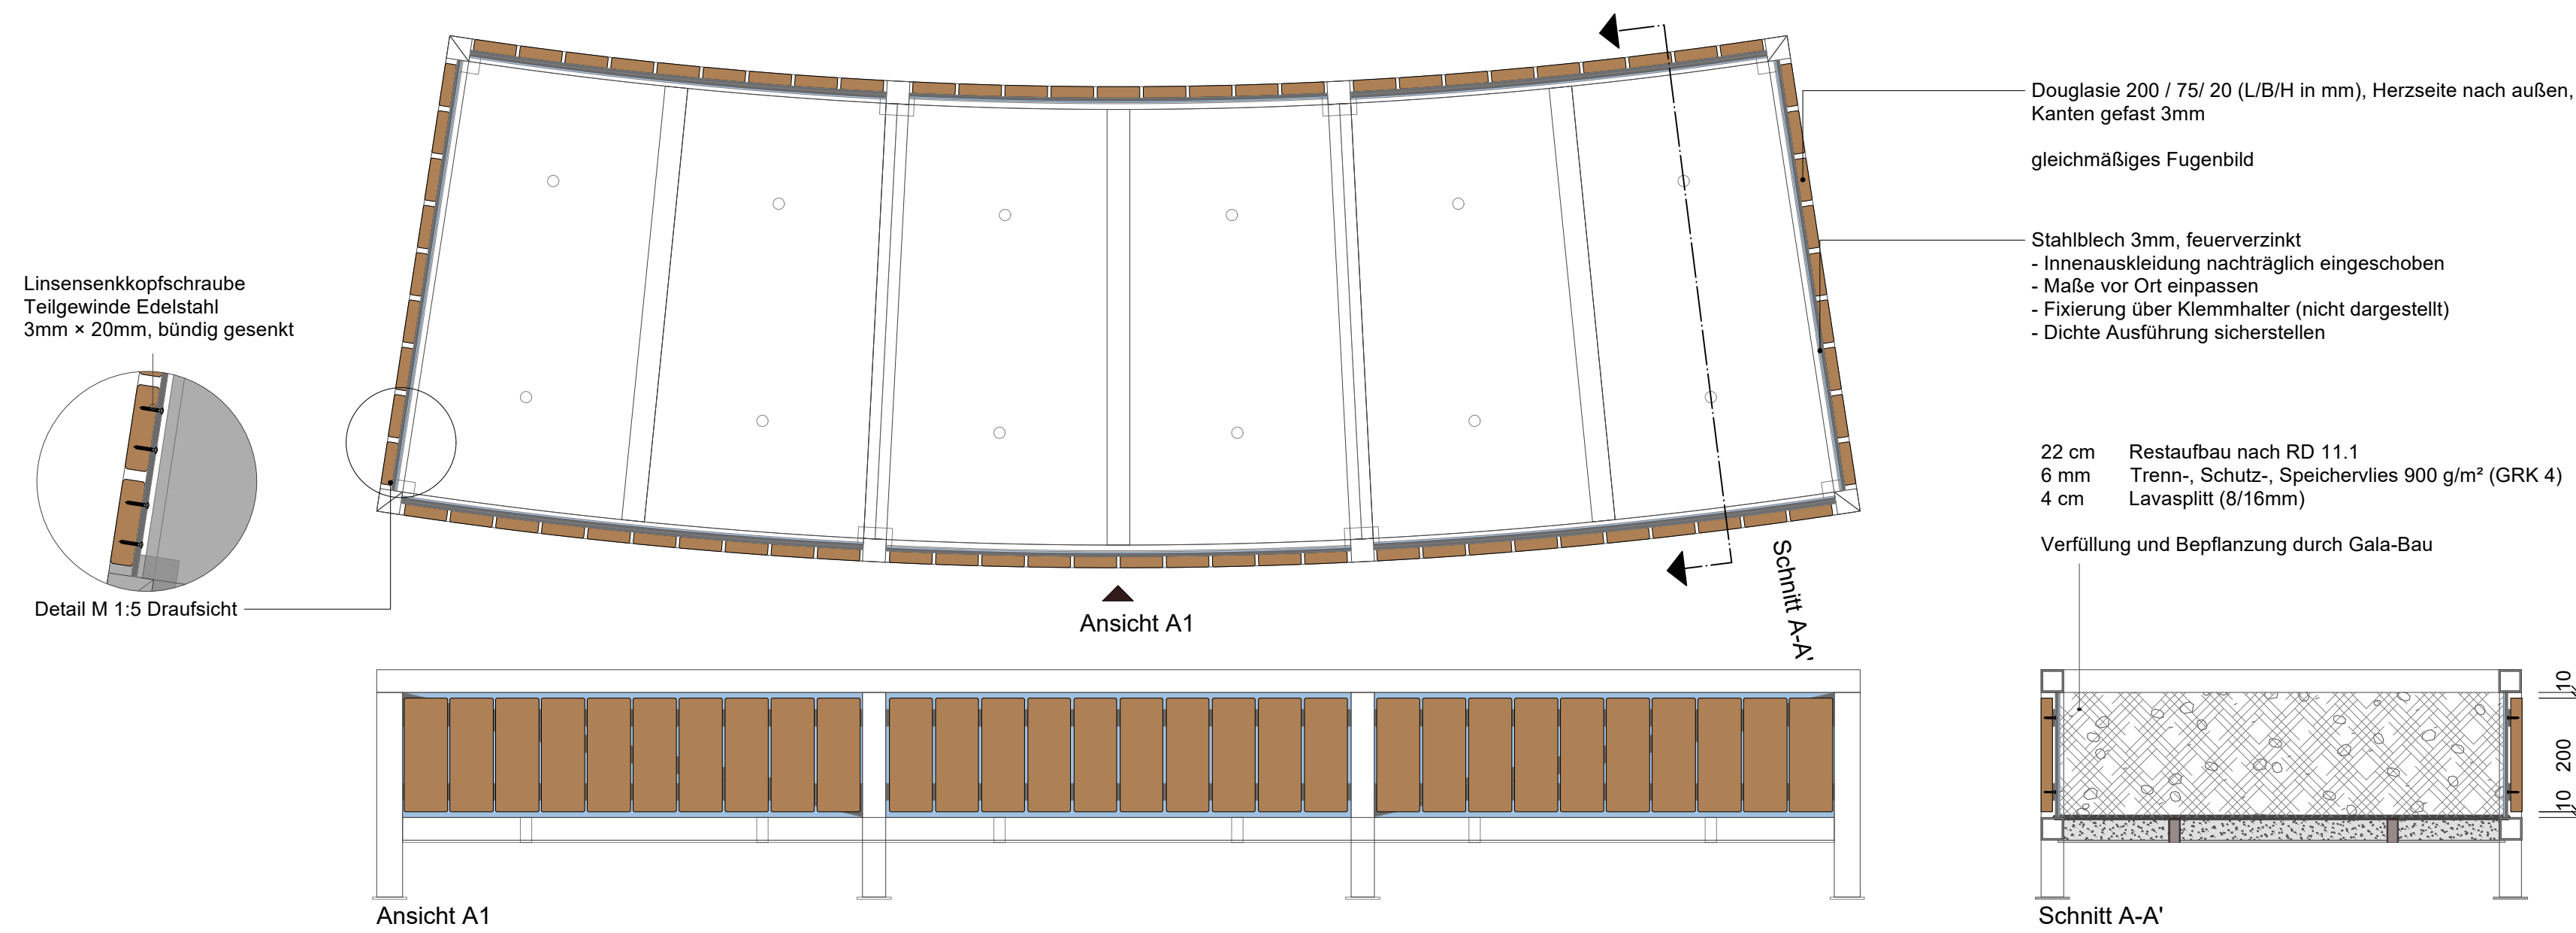 Douglasie 200 / 75/ 20 (L/B/H in mm), Herzseite nach außen,
Kanten gefast 3mm
gleichmäßiges Fugenbild
Stahlblech 3mm, feuerverzinkt
- Innenauskleidung nachträglich eingeschoben
- Maße vor Ort einpassen
- Fixierung über Klemmhalter (nicht dargestellt)
- Dichte Ausführung sicherstellen
Linsensenkkopfschraube
Teilgewinde Edelstahl
3mm × 20mm, bündig gesenkt
Detail M 1:5 Draufsicht
22 cm Restaufbau nach RD 11.1
6 mm Trenn-, Schutz-, Speichervlies 900 g/m² (GRK 4)
4 cm Lavasplitt (8/16mm)
Verfüllung und Bepflanzung durch Gala-Bau
Ansicht A1
Schnitt A-A'
10
200
10
Ansicht A1
Schnitt A-A'